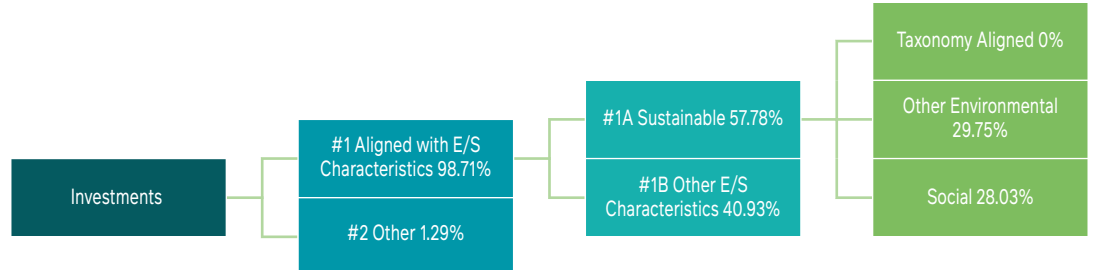 Investments
#1 Aligned with E/S
Characteristics 98.71%
#2 Other 1.29%
#1A Sustainable 57.78%
#1B Other E/S
Characteristics 40.93%
Taxonomy Aligned 0%
Other Environmental
29.75%
Social 28.03%